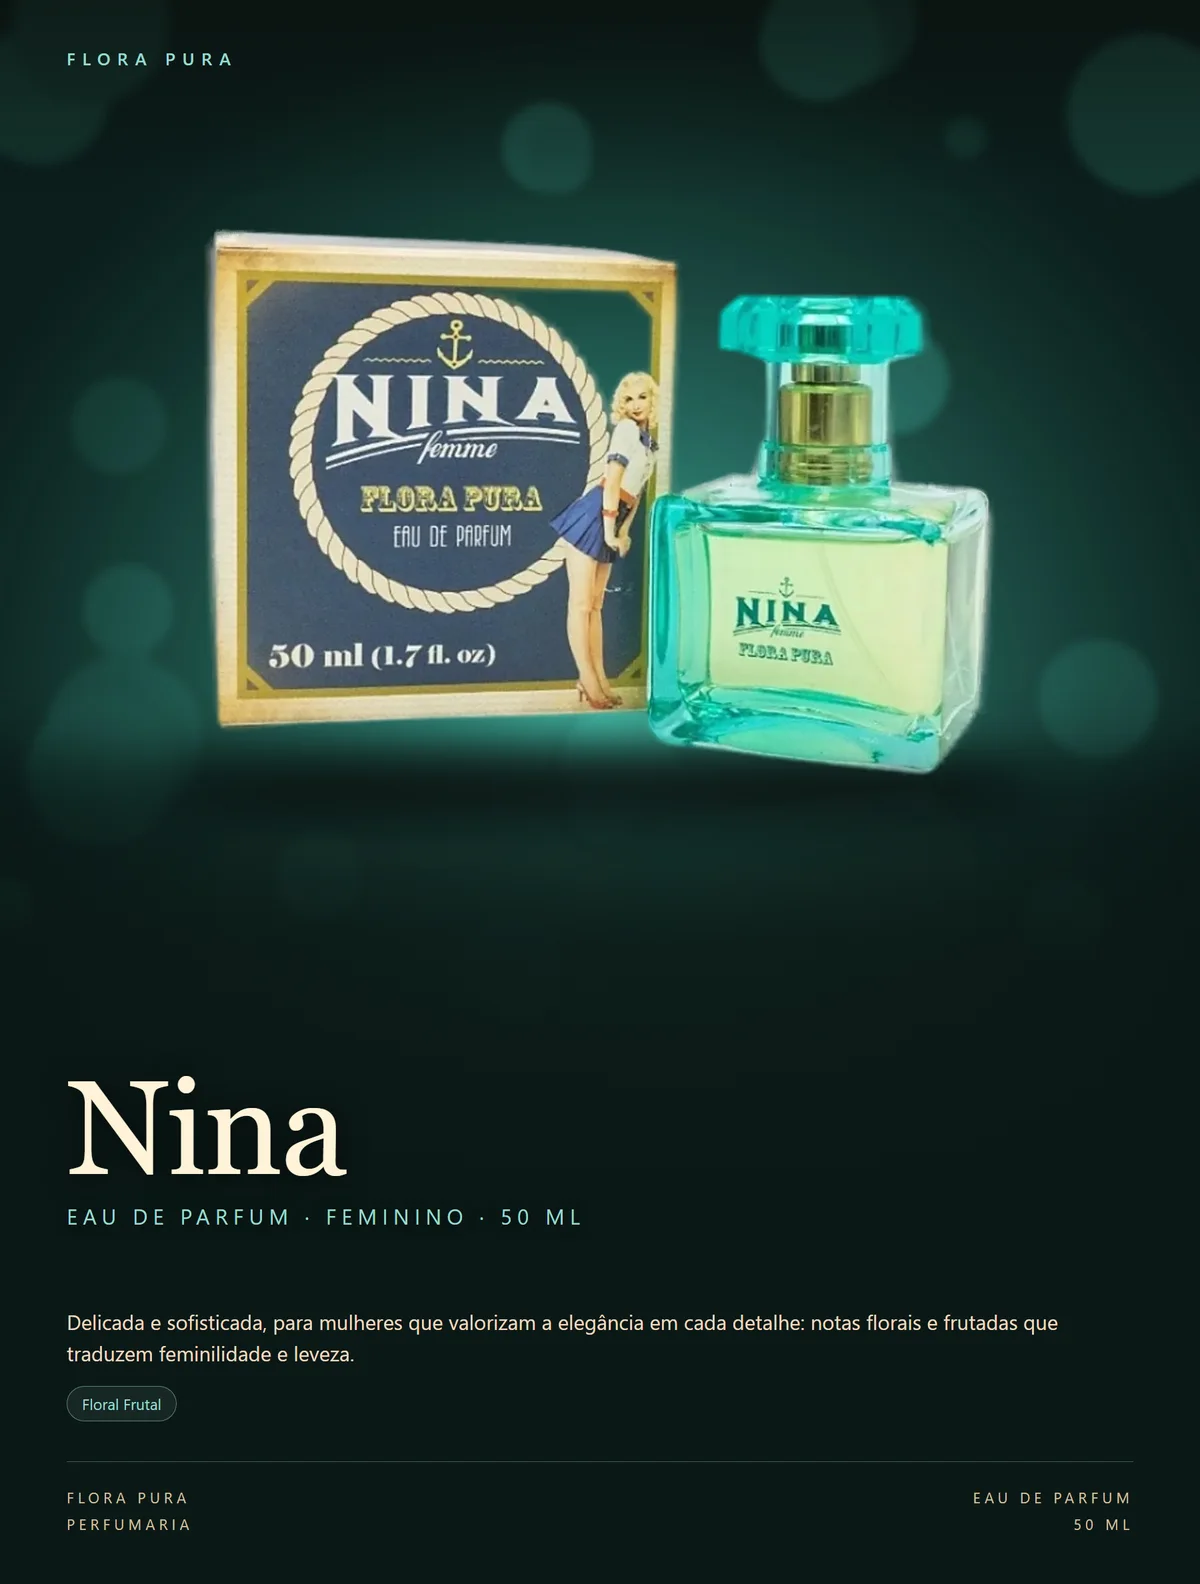 FLORA PURA
NINA
femme
FLORA PURA
EAU DE PARFUM
50 ml (1.7 fl. oz)
NINA
femme
FLORA PURA
Nina
EAU DE PARFUM · FEMININO · 50 ML
Delicada e sofisticada, para mulheres que valorizam a elegância em cada detalhe: notas florais e frutadas que
traduzem feminilidade e leveza.
Floral Frutal
FLORA PURA
PERFUMARIA
EAU DE PARFUM
50 ML